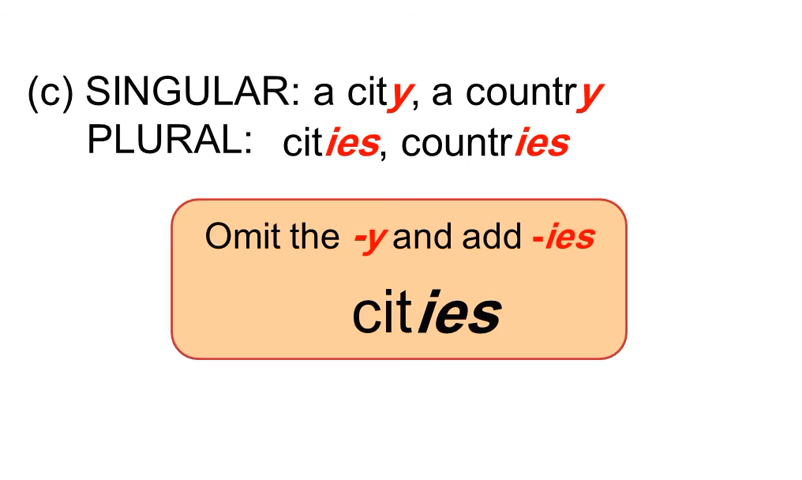 (c) SINGULAR: a city, a country
PLURAL: cities, countries
Omit the -y and add -ies
cities